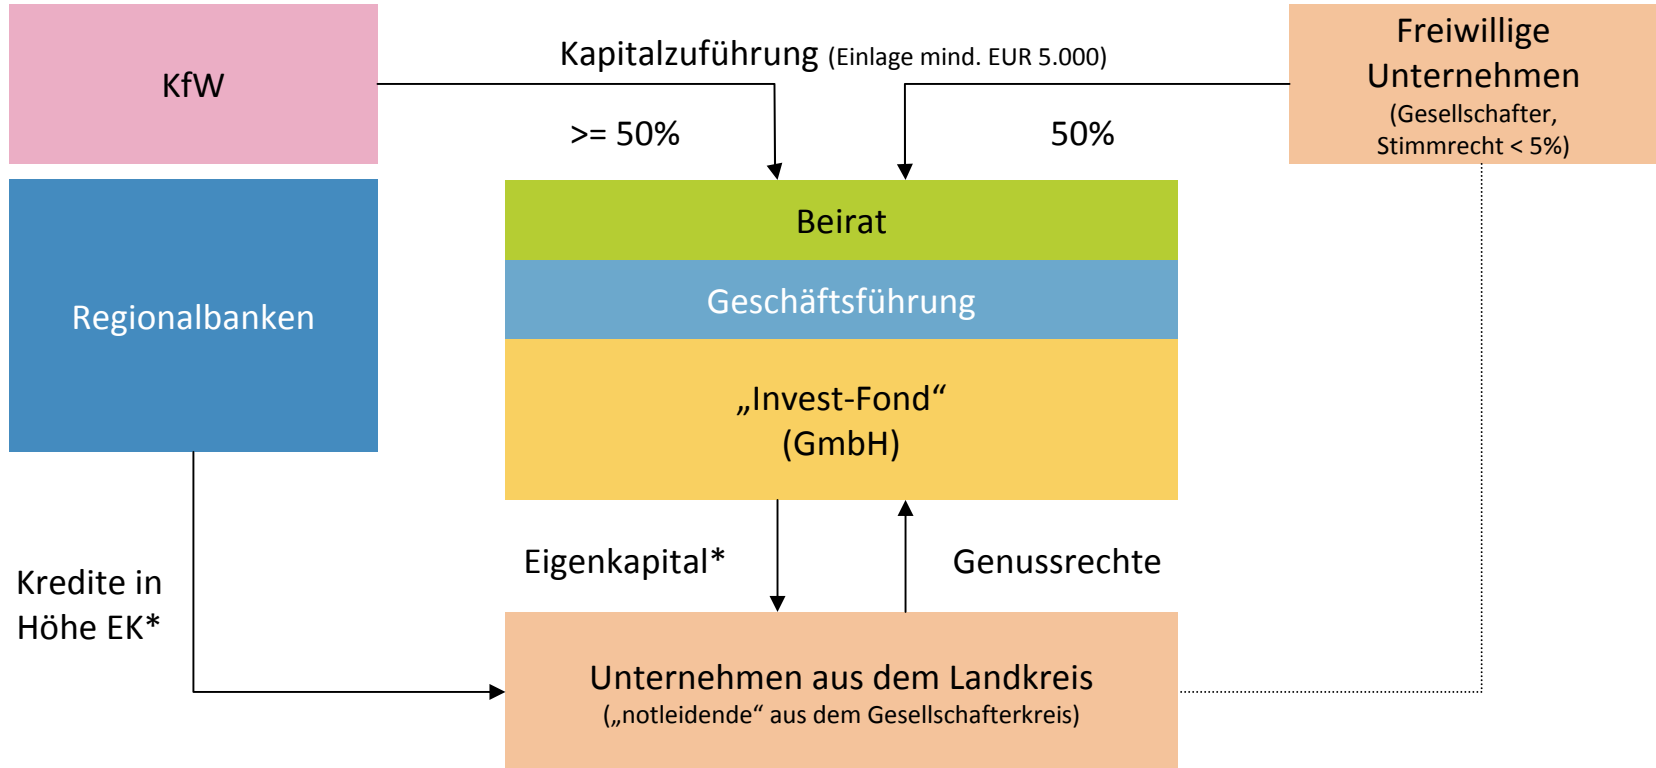 KfW
Kapitalzuführung (Einlage mind. EUR 5.000)
Freiwillige
Unternehmen
(Gesellschafter,
Stimmrecht < 5%)
>= 50%
50%
Regionalbanken
Beirat
Geschäftsführung
„Invest-Fond“
(GmbH)
Kredite in
Höhe EK*
Eigenkapital*
Genussrechte
Unternehmen aus dem Landkreis
(„notleidende“ aus dem Gesellschafterkreis)